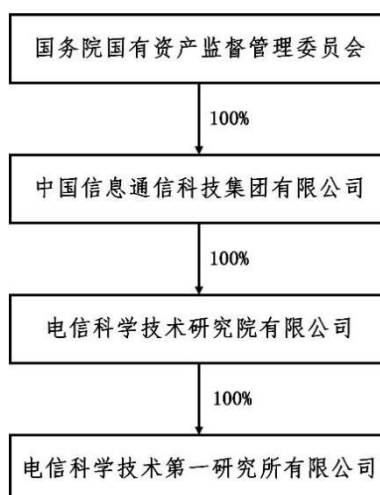 国务院国有资产监督管理委员会
100%
中国信息通信科技集团有限公司
100%
电信科学技术研究院有限公司
100%
电信科学技术第一研究所有限公司